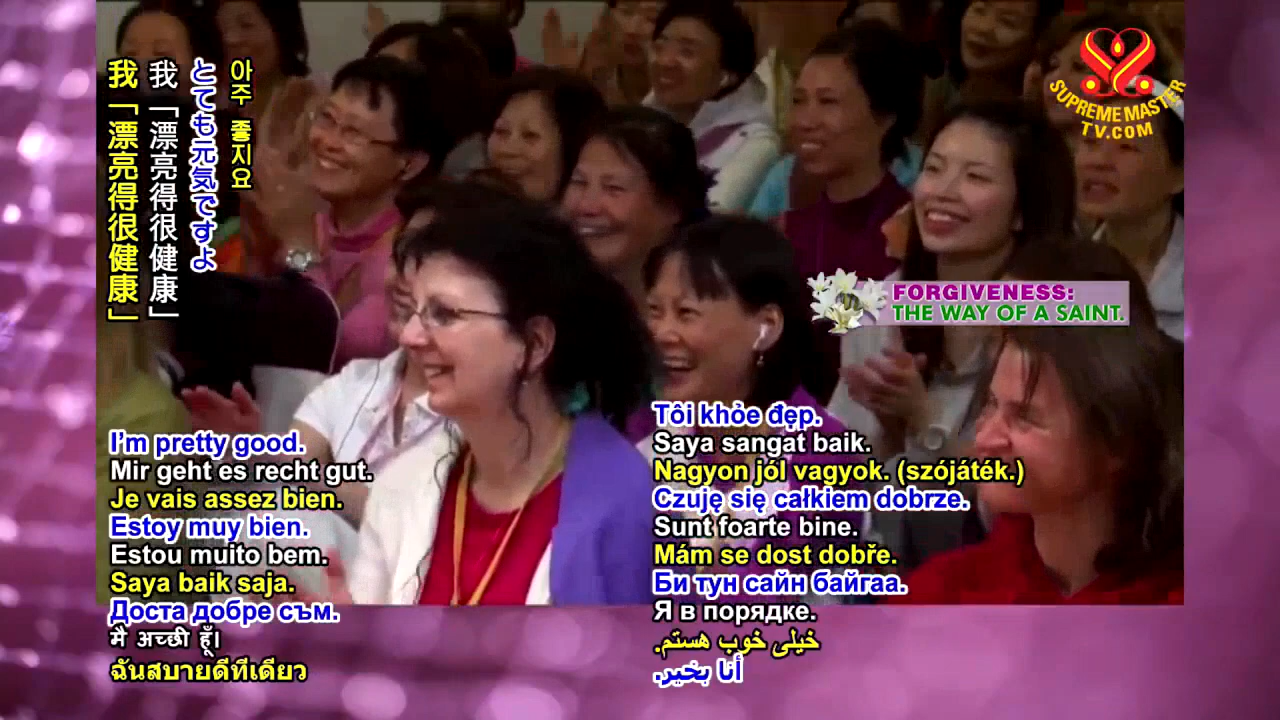 아주 좋지요
とても元気ですよ
我「漂亮得很健康」
我「漂亮得很健康」
SUPREME MASTER
TV.COM
FORGIVENESS:
THE WAY OF A SAINT.
I'm pretty good.
Mir geht es recht gut.
Je vais assez bien.
Estoy muy bien.
Estou muito bem.
Saya baik saja.
Доста добре съм.
मै अच्छी हूँ।
ฉันสบายดีทีเดียว
Tôi khỏe đẹp.
Saya sangat baik.
Nagyon jól vagyok. (szójáték.)
Czuję się całkiem dobrze.
Sunt foarte bine.
Mám se dost dobře.
Би тун сайн байгаа.
Я в порядке.
خیلی خوب هستم.
أنا بخير.